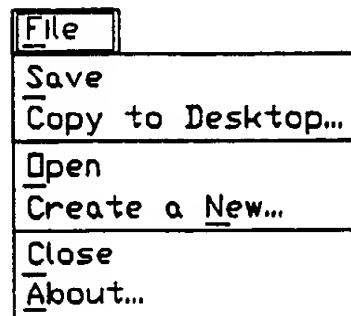 File
Save
Copy to Desktop...
Open
Create a New...
Close
About...